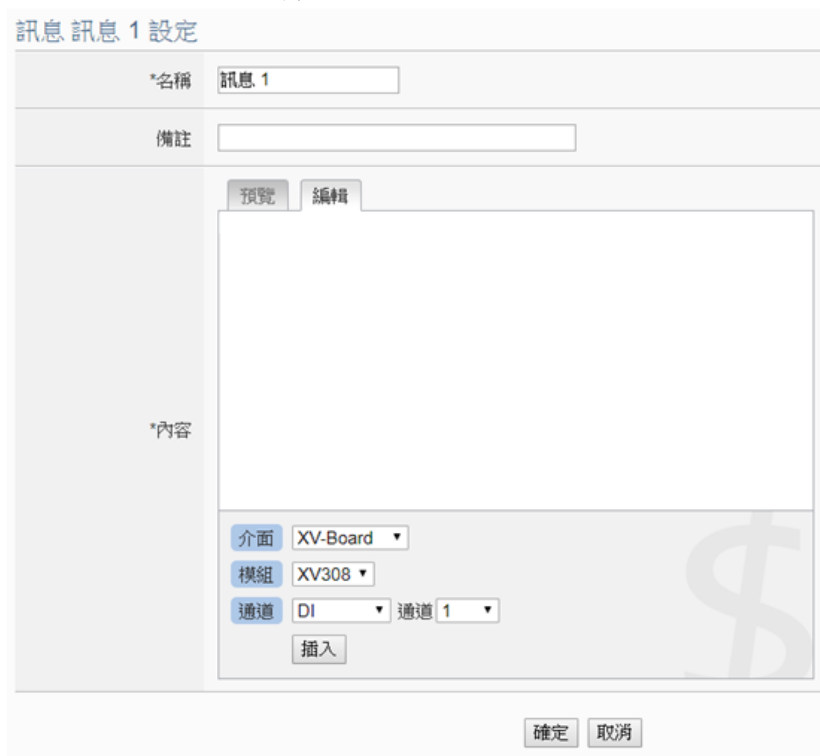 訊息 訊息 1 設定
*名稱 訊息 1
備註
預覽 編輯
*內容
介面 XV-Board
模組 XV308
通道 DI 通道 1
插入
$
確定 取消